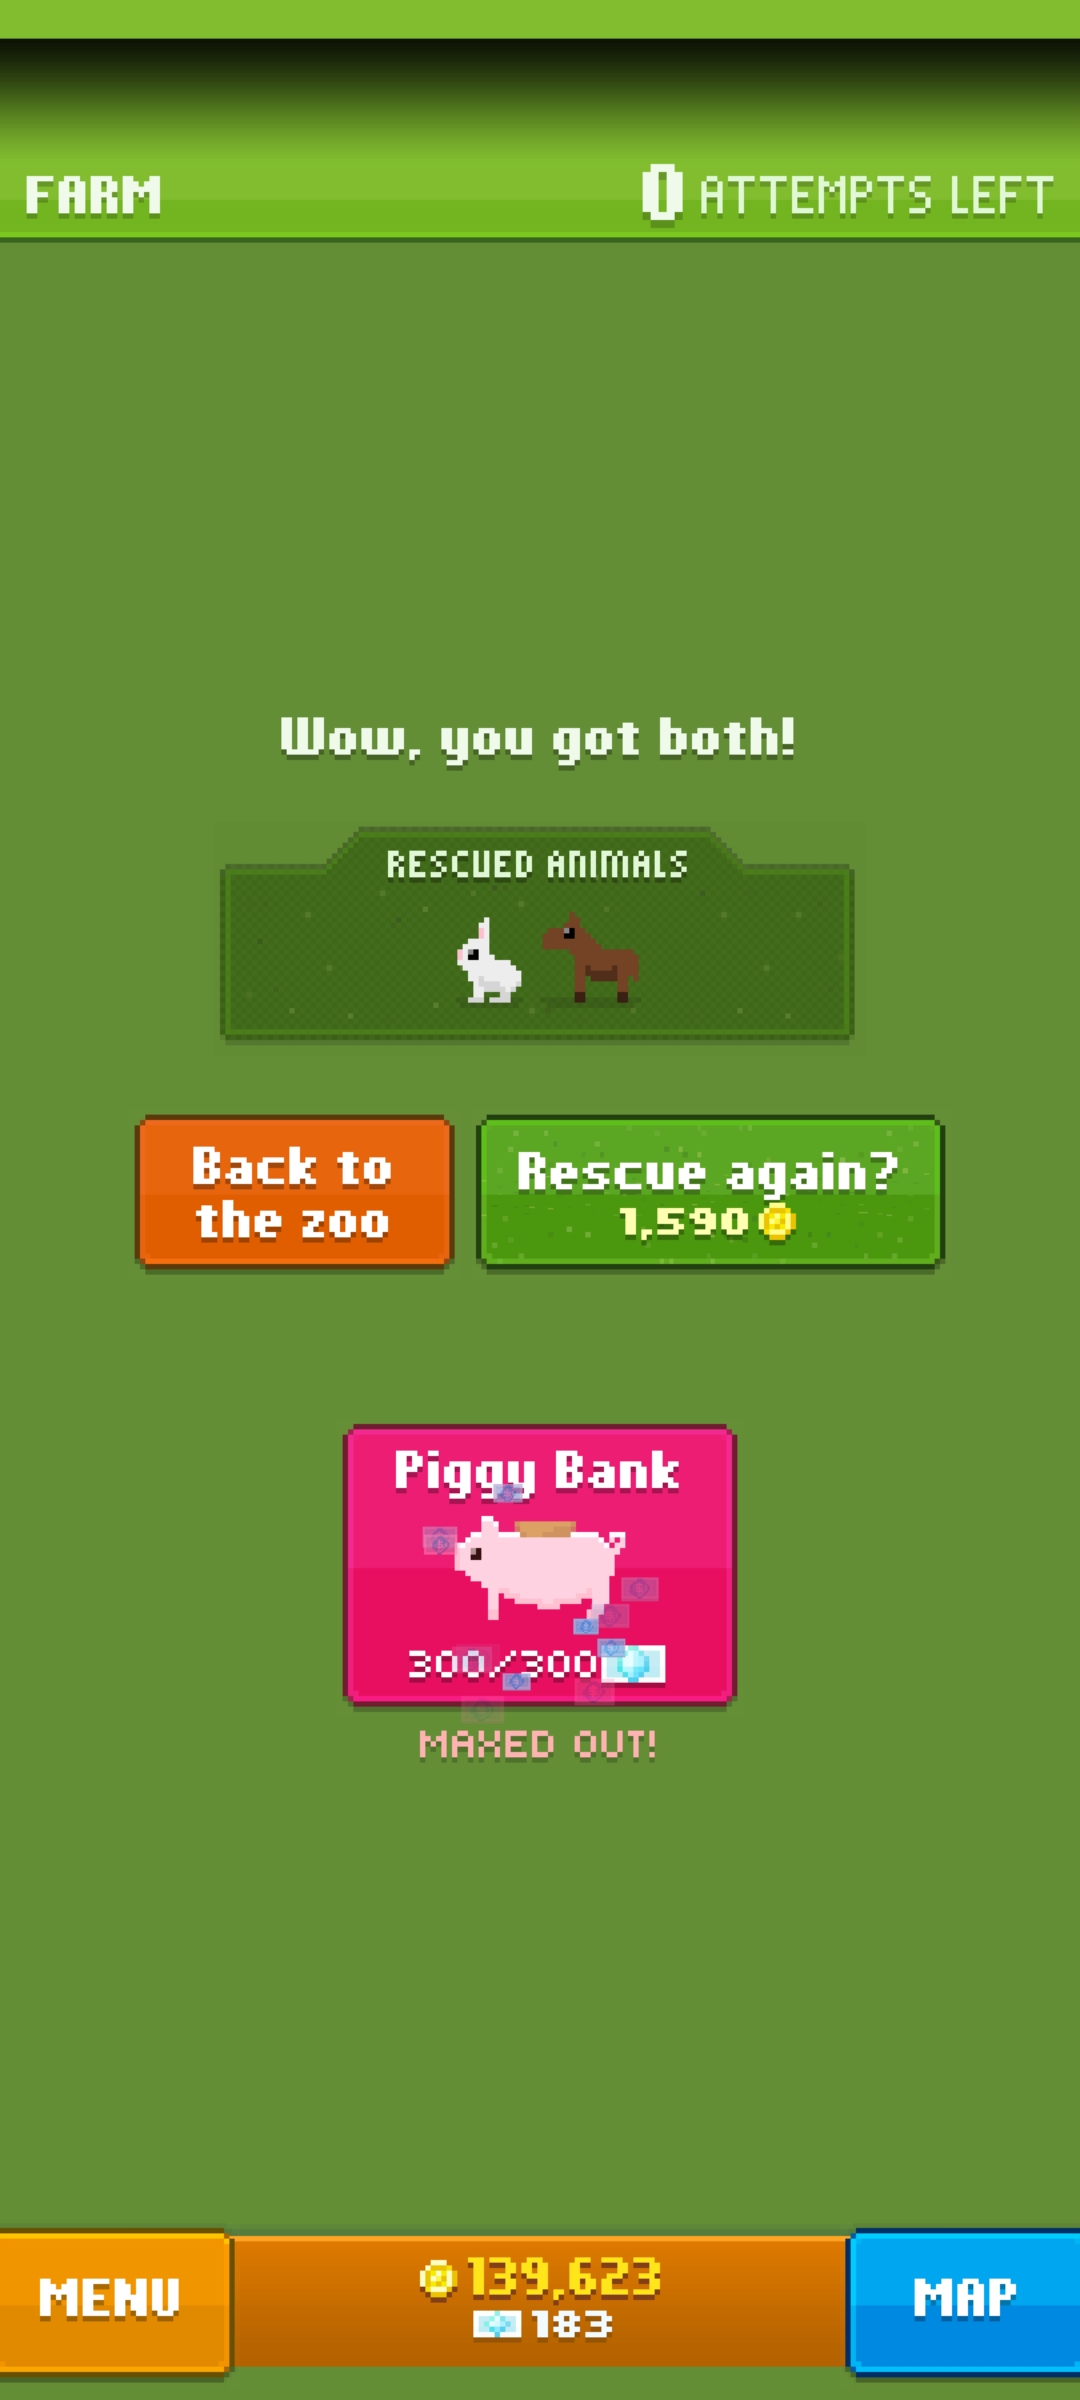 FARM
0 ATTEMPTS LEFT
Wow, you got both!
RESCUED ANIMALS
Back to
the zoo
Rescue again?
1,590
Piggy Bank
300/300
MAXED OUT!
MENU
139,623
183
MAP